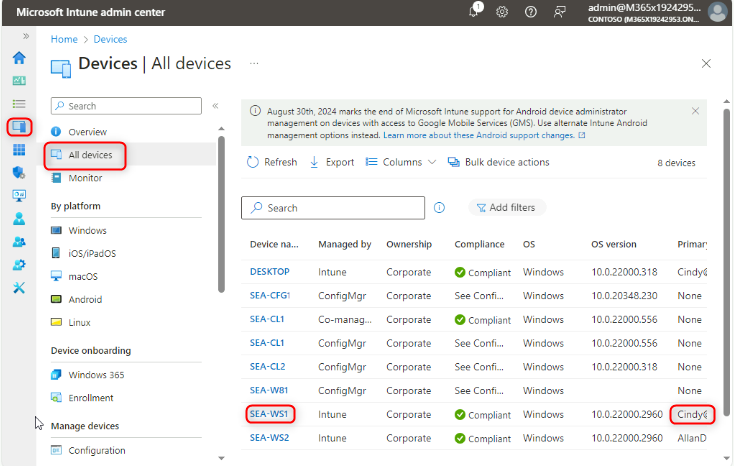 Microsoft Intune admin center
1
admin@M365x1924295...
CONTOSO (M365X19242953.ON...
Home > Devices
Devices | All devices ...
Search
Overview
All devices
Monitor
By platform
Windows
iOS/iPadOS
macOS
Android
Linux
Device onboarding
Windows 365
Enrollment
Manage devices
Configuration
August 30th, 2024 marks the end of Microsoft Intune support for Android device administrator
management on devices with access to Google Mobile Services (GMS). Use alternate Intune Android
management options instead. Learn more about these Android support changes.
Refresh Export Columns Bulk device actions 8 devices
Search Add filters
Device na... Managed by Ownership Compliance OS OS version Primary
DESKTOP Intune Corporate Compliant Windows 10.0.22000.318 Cindy@
SEA-CFG1 ConfigMgr Corporate See Confi... Windows 10.0.20348.230 None
SEA-CL1 Co-manag... Corporate Compliant Windows 10.0.22000.556 None
SEA-CL1 ConfigMgr Corporate See Confi... Windows 10.0.22000.556 None
SEA-CL2 ConfigMgr Corporate See Confi... Windows 10.0.22000.318 None
SEA-W81 ConfigMgr Corporate See Confi... Windows None
SEA-WS1 Intune Corporate Compliant Windows 10.0.22000.2960 Cindy@
SEA-WS2 Intune Corporate Compliant Windows 10.0.22000.2960 AllanD